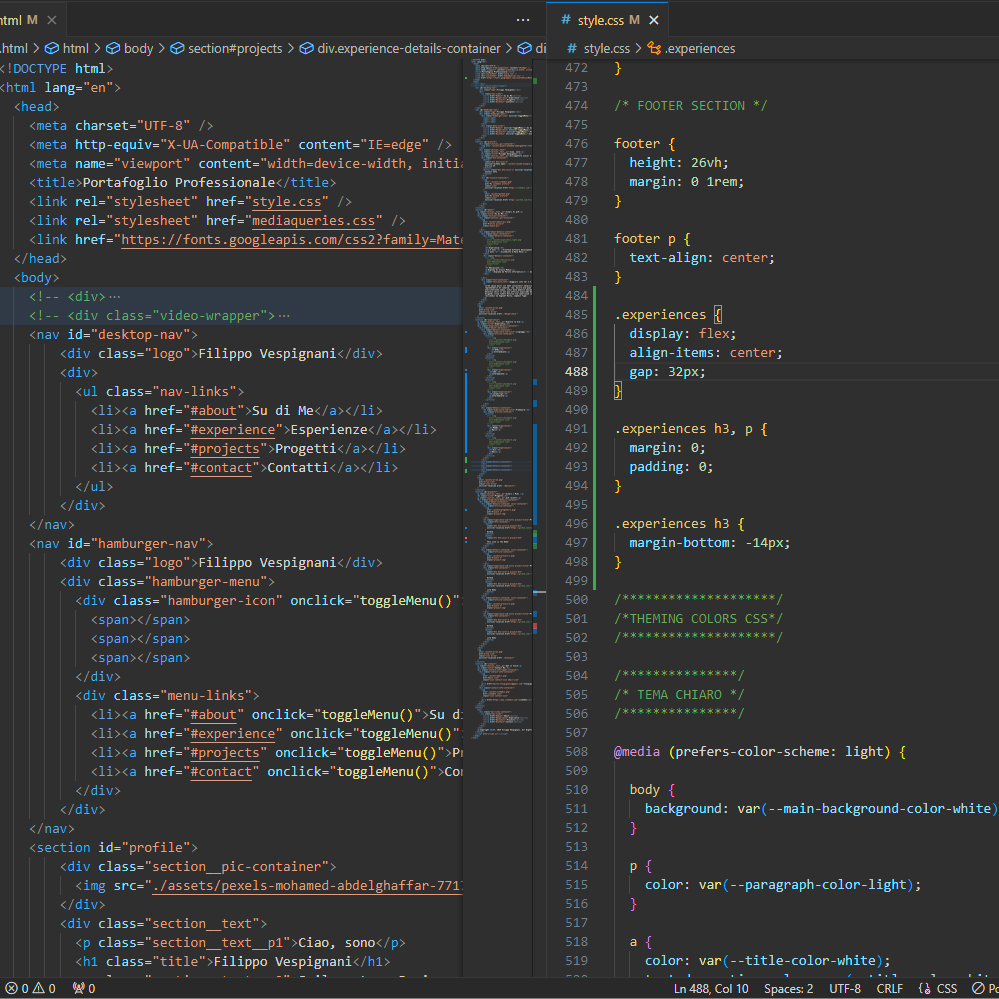 html M ×
···
# style.css M ×
.html > html > body > section#projects > div.experience-details-container > di
# style.css > .experiences
<!DOCTYPE html>
<html lang="en">
<head>
<meta charset="UTF-8" />
<meta http-equiv="X-UA-Compatible" content="IE=edge" />
<meta name="viewport" content="width=device-width, initia
<title>Portafoglio Professionale</title>
<link rel="stylesheet" href="style.css" />
<link rel="stylesheet" href="mediaqueries.css" />
<link href="https://fonts.googleapis.com/css2?family=Mate
</head>
<body>
<!-- <div>···
<!-- <div class="video-wrapper">···
<nav id="desktop-nav">
<div class="logo">Filippo Vespignani</div>
<div>
<ul class="nav-links">
<li><a href="#about">Su di Me</a></li>
<li><a href="#experience">Esperienze</a></li>
<li><a href="#projects">Progetti</a></li>
<li><a href="#contact">Contatti</a></li>
</ul>
</div>
</nav>
<nav id="hamburger-nav">
<div class="logo">Filippo Vespignani</div>
<div class="hamburger-menu">
<div class="hamburger-icon" onclick="toggleMenu()"
<span></span>
<span></span>
<span></span>
</div>
<div class="menu-links">
<li><a href="#about" onclick="toggleMenu()">Su di
<li><a href="#experience" onclick="toggleMenu()"
<li><a href="#projects" onclick="toggleMenu()">Pr
<li><a href="#contact" onclick="toggleMenu()">Con
</div>
</div>
</nav>
<section id="profile">
<div class="section__pic-container">
<img src="./assets/pexels-mohamed-abdelghaffar-7717
</div>
<div class="section__text">
<p class="section__text__p1">Ciao, sono</p>
<h1 class="title">Filippo Vespignani</h1>
472 }
473
474 /* FOOTER SECTION */
475
476 footer {
477 height: 26vh;
478 margin: 0 1rem;
479 }
480
481 footer p {
482 text-align: center;
483 }
484
485 .experiences {
486 display: flex;
487 align-items: center;
488 gap: 32px;
489 }
490
491 .experiences h3, p {
492 margin: 0;
493 padding: 0;
494 }
495
496 .experiences h3 {
497 margin-bottom: -14px;
498 }
499
500 /********************/
501 /*THEMING COLORS CSS*/
502 /********************/
503
504 /***************/
505 /* TEMA CHIARO */
506 /***************/
507
508 @media (prefers-color-scheme: light) {
509
510 body {
511 background: var(--main-background-color-white)
512 }
513
514 p {
515 color: var(--paragraph-color-light);
516 }
517
518 a {
519 color: var(--title-color-white);
0 0 0
Ln 488, Col 10 Spaces: 2 UTF-8 CRLF {} CSS